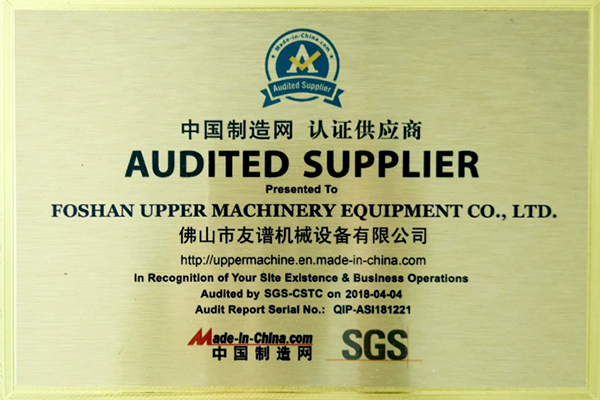 Made-in-China.com
Audited Supplier
中国制造网 认证供应商
AUDITED SUPPLIER
Presented To
FOSHAN UPPER MACHINERY EQUIPMENT CO., LTD.
佛山市友谱机械设备有限公司
http://uppermachine.en.made-in-china.com
In Recognition of Your Site Existence & Business Operations
Audited by SGS-CSTC on 2018-04-04
Audit Report Serial No.: QIP-ASI181221
Made-in-China.com
中国制造网
SGS